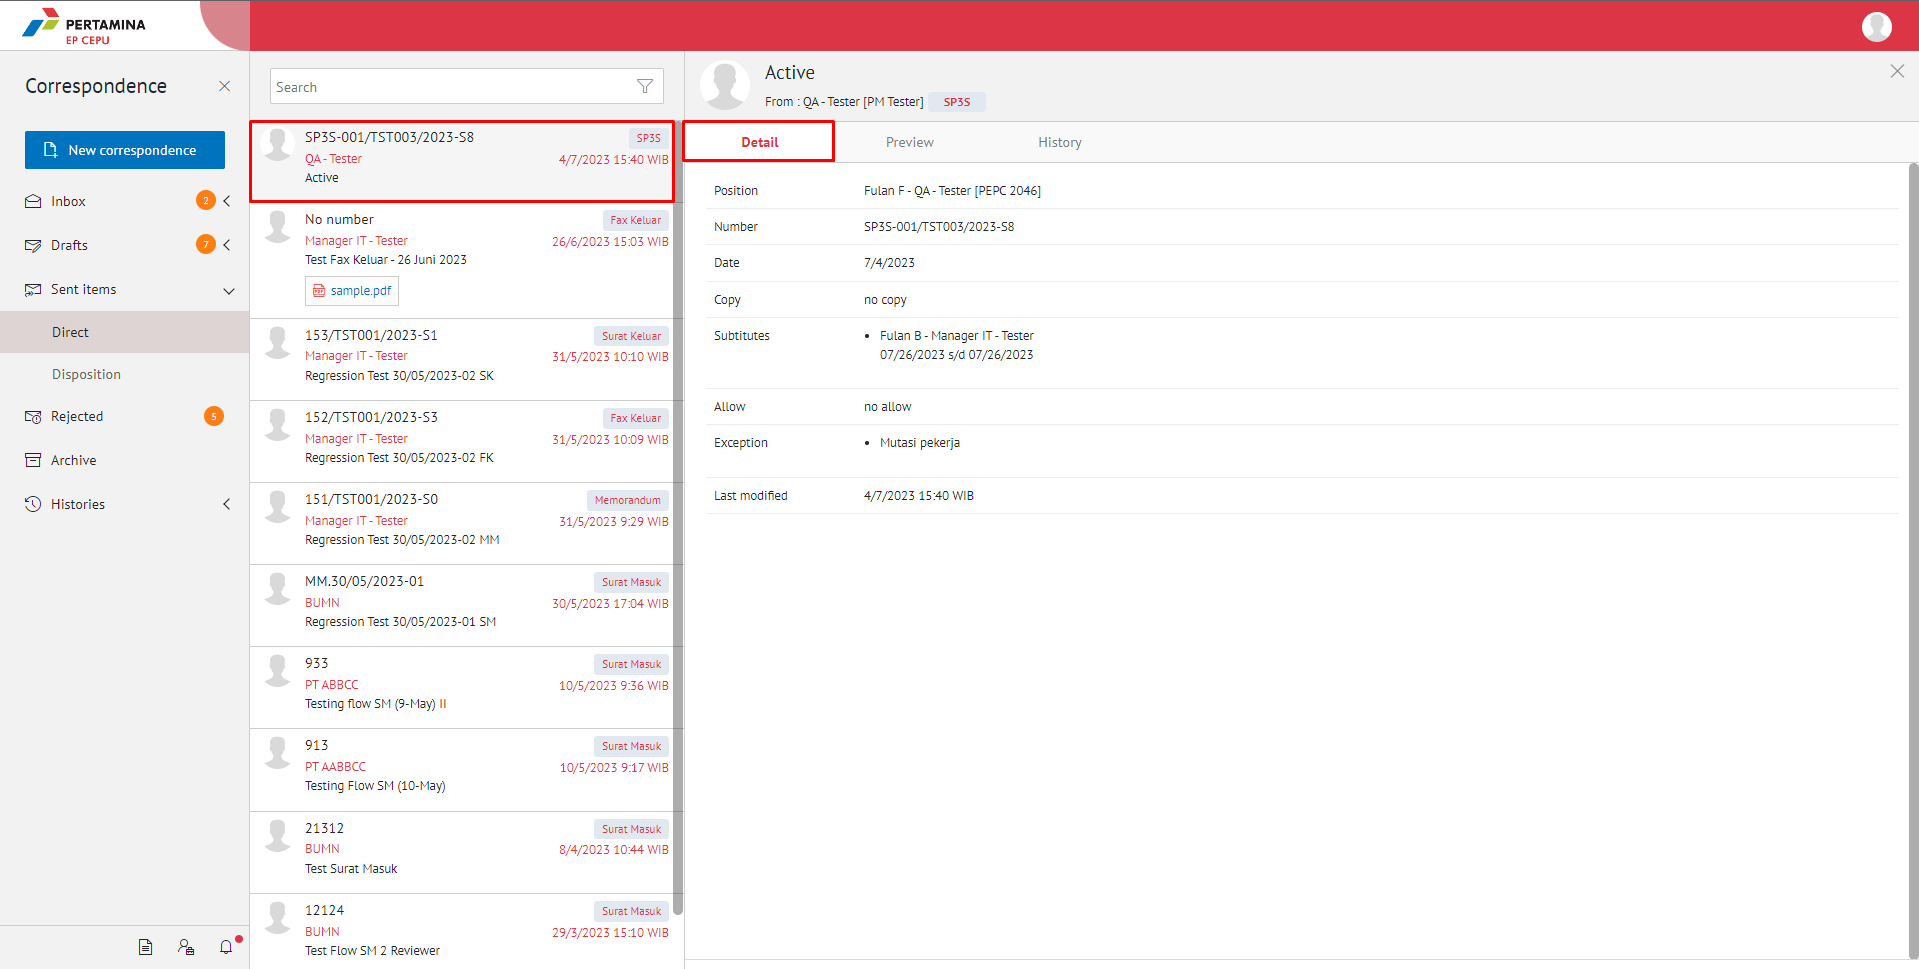 PERTAMINA
EP CEPU
Correspondence
New correspondence
Inbox 2
Drafts 7
Sent items
Direct
Disposition
Rejected 5
Archive
Histories
Search
SP3S-001/TST003/2023-S8 SP3S
QA - Tester 4/7/2023 15:40 WIB
Active
No number Fax Keluar
Manager IT - Tester 26/6/2023 15:03 WIB
Test Fax Keluar - 26 Juni 2023
sample.pdf
153/TST001/2023-S1 Surat Keluar
Manager IT - Tester 31/5/2023 10:10 WIB
Regression Test 30/05/2023-02 SK
152/TST001/2023-S3 Fax Keluar
Manager IT - Tester 31/5/2023 10:09 WIB
Regression Test 30/05/2023-02 FK
151/TST001/2023-S0 Memorandum
Manager IT - Tester 31/5/2023 9:29 WIB
Regression Test 30/05/2023-02 MM
MM.30/05/2023-01 Surat Masuk
BUMN 30/5/2023 17:04 WIB
Regression Test 30/05/2023-01 SM
933 Surat Masuk
PT ABBCC 10/5/2023 9:36 WIB
Testing flow SM (9-May) II
913 Surat Masuk
PT AABBCC 10/5/2023 9:17 WIB
Testing Flow SM (10-May)
21312 Surat Masuk
BUMN 8/4/2023 10:44 WIB
Test Surat Masuk
12124 Surat Masuk
BUMN 29/3/2023 15:10 WIB
Test Flow SM 2 Reviewer
Active
From : QA - Tester [PM Tester] SP3S
Detail Preview History
Position Fulan F - QA - Tester [PEPC 2046]
Number SP3S-001/TST003/2023-S8
Date 7/4/2023
Copy no copy
Subtitutes • Fulan B - Manager IT - Tester
07/26/2023 s/d 07/26/2023
Allow no allow
Exception • Mutasi pekerja
Last modified 4/7/2023 15:40 WIB